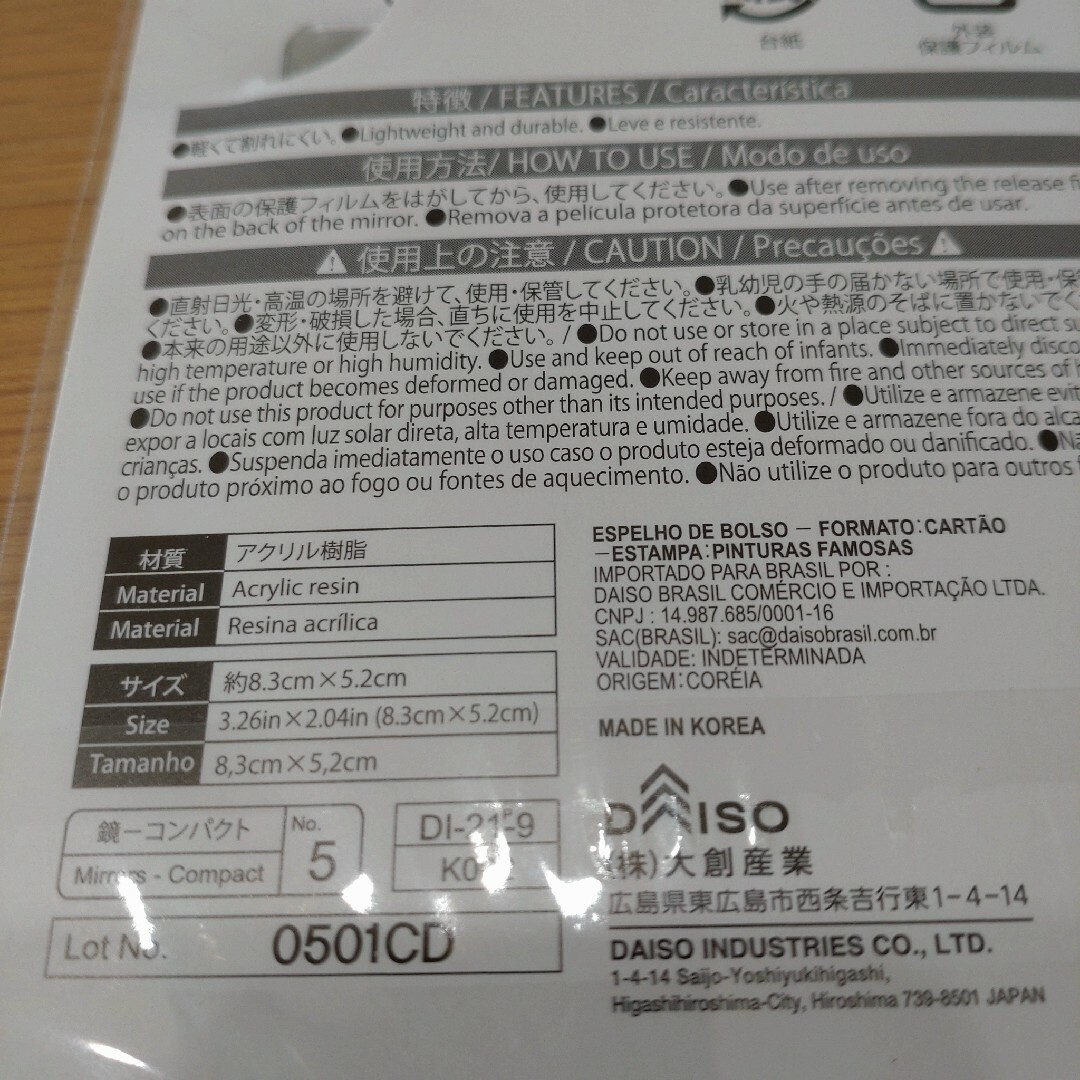 台紙
外装
保護フィルム
特徴 / FEATURES / Característica
●軽くて割れにくい。●Lightweight and durable. ●Leve e resistente.
使用方法/ HOW TO USE / Modo de uso
●表面の保護フィルムをはがしてから、使用してください。●Use after removing the release
on the back of the mirror. ●Remova a película protetora da superfície antes de usar.
⚠使用上の注意 / CAUTION / Precauções⚠
●直射日光・高温の場所を避けて、使用・保管してください。●乳幼児の手の届かない場所で使用・保
ください。●変形・破損した場合、直ちに使用を中止してください。●火や熱源のそばに置かないでく
●本来の用途以外に使用しないでください。/ ●Do not use or store in a place subject to direct
high temperature or high humidity. ●Use and keep out of reach of infants. ●Immediately
use if the product becomes deformed or damaged. ●Keep away from fire and other sources of
●Do not use this product for purposes other than its intended purposes. / ●Utilize e armazene
expor a locais com luz solar direta, alta temperatura e umidade. ●Utilize e armazene fora do
crianças. ●Suspenda imediatamente o uso caso o produto esteja deformado ou danificado. ●
o produto próximo ao fogo ou fontes de aquecimento. ●Não utilize o produto para outros
材質 アクリル樹脂
Material Acrylic resin
Material Resina acrílica
サイズ 約8.3cm×5.2cm
Size 3.26in×2.04in (8.3cm×5.2cm)
Tamanho 8,3cm×5,2cm
鏡－コンパクト No.
Mirrors - Compact 5
DI-21-P-9
Lot No. 0501CD
ESPELHO DE BOLSO － FORMATO:CARTÃO
－ESTAMPA:PINTURAS FAMOSAS
IMPORTADO PARA BRASIL POR :
DAISO BRASIL COMÉRCIO E IMPORTAÇÃO LTDA.
CNPJ : 14.987.685/0001-16
SAC(BRASIL): sac@daisobrasil.com.br
VALIDADE: INDETERMINADA
ORIGEM:CORÉIA
MADE IN KOREA
DAISO
(株)大創産業
広島県東広島市西条吉行東1-4-14
DAISO INDUSTRIES CO., LTD.
1-4-14 Saijo-Yoshiyukihigashi,
Higashihiroshima-City, Hiroshima 739-8501 JAPAN